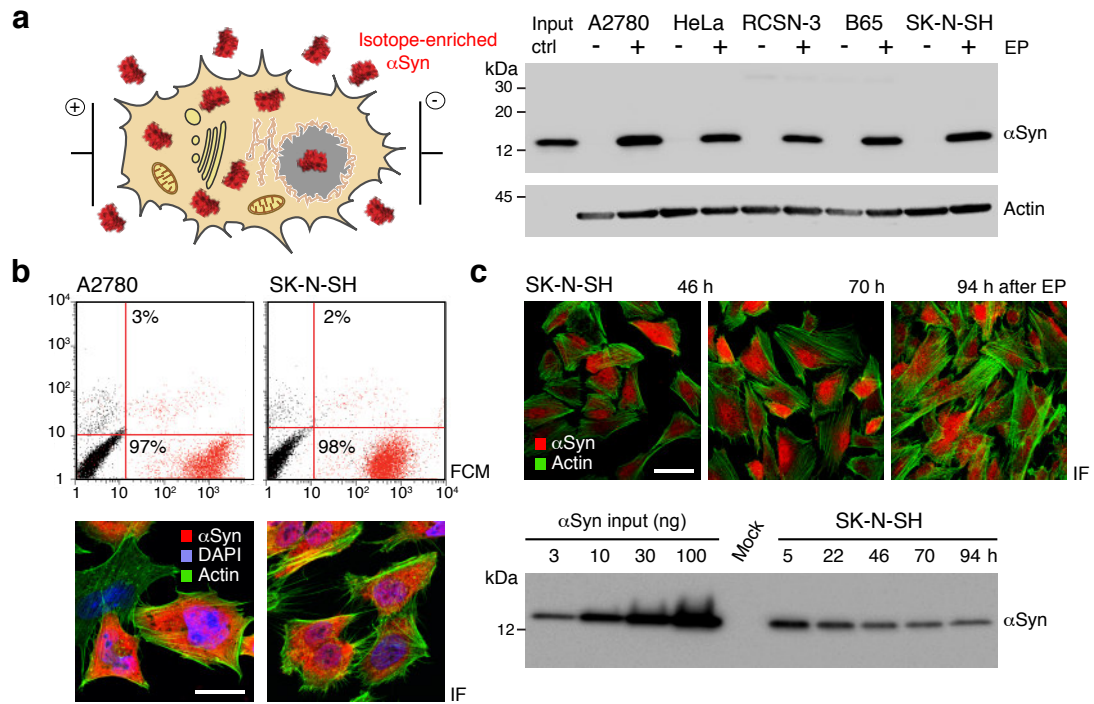 a
Isotope-enriched
αSyn
+
-
Input A2780 HeLa RCSN-3 B65 SK-N-SH
ctrl - + - + - + - + - + EP
kDa
30
20
12
αSyn
45
Actin
b
A2780 SK-N-SH
10⁴
10³
10²
10
1
3%
97%
2%
98%
FCM
1 10 10² 10³
1 10 10² 10³ 10⁴
αSyn
DAPI
Actin
IF
c
SK-N-SH 46 h 70 h 94 h after EP
αSyn
Actin
IF
αSyn input (ng) Mock SK-N-SH
3 10 30 100 5 22 46 70 94 h
kDa
12
αSyn